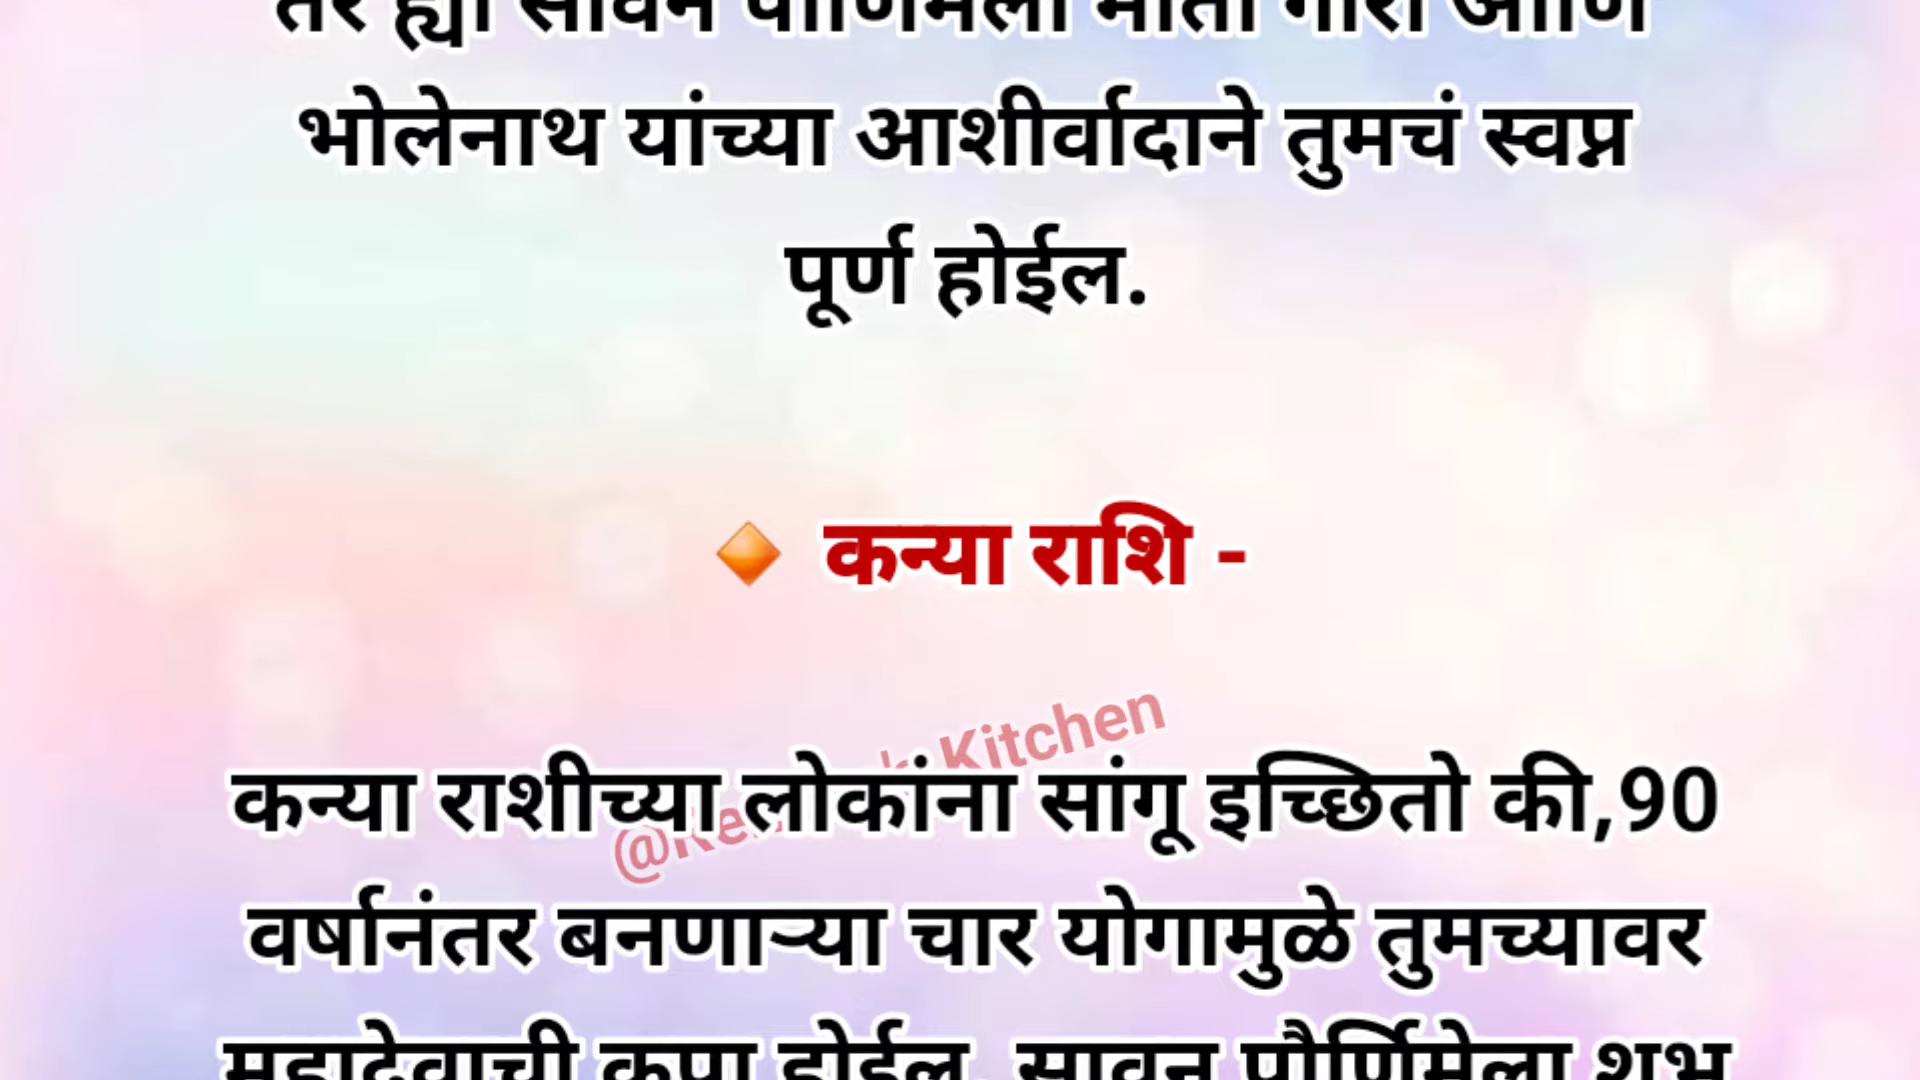 तर ह्या सावन पौर्णिमेला माता गौरी आणि
भोलेनाथ यांच्या आशीर्वादाने तुमचं स्वप्न
पूर्ण होईल.
🔸 कन्या राशि -
Kitchen
कन्या राशीच्या लोकांना सांगू इच्छितो की,90
वर्षानंतर बनणाऱ्या चार योगामुळे तुमच्यावर
महादेवाची कृपा होईल. सावन पौर्णिमेला शुभ